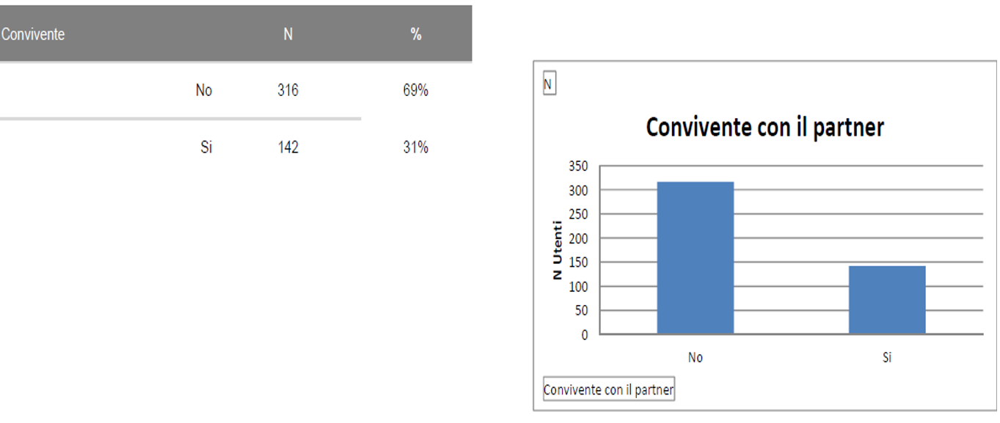 Convivente N %
No 316 69%
Si 142 31%
N
Convivente con il partner
350
300
250
200
150
100
50
0
N Utenti
No Si
Convivente con il partner